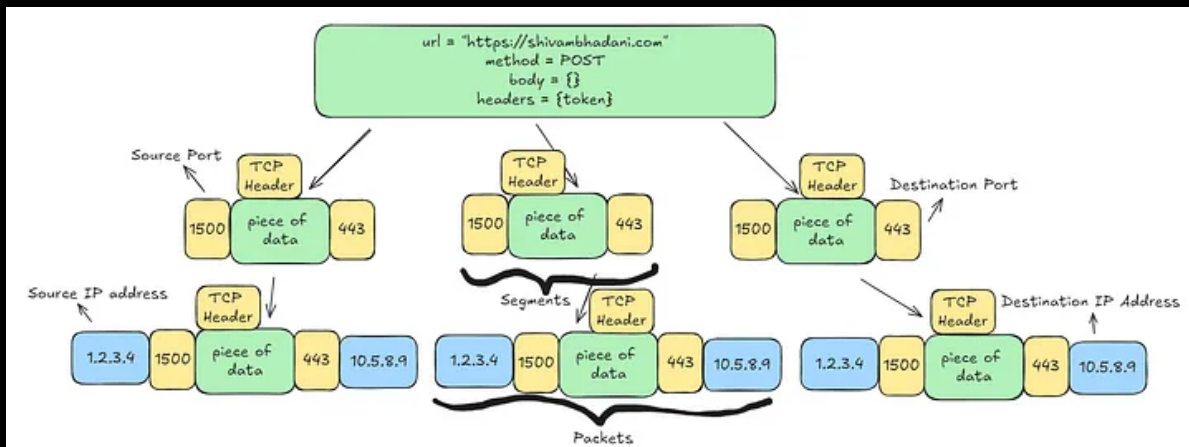 url = "https://shivambhadani.com"
method = POST
body = {}
headers = {token}
Source Port
TCP
Header
1500
piece of
data
443
TCP
Header
1500
piece of
data
443
TCP
Header
1500
piece of
data
443
Destination Port
Segments
Source IP address
TCP
Header
1.2.3.4
1500
piece of
data
443
10.5.8.9
TCP
Header
1.2.3.4
1500
piece of
data
443
10.5.8.9
TCP
Header
1.2.3.4
1500
piece of
data
443
10.5.8.9
Destination IP Address
Packets